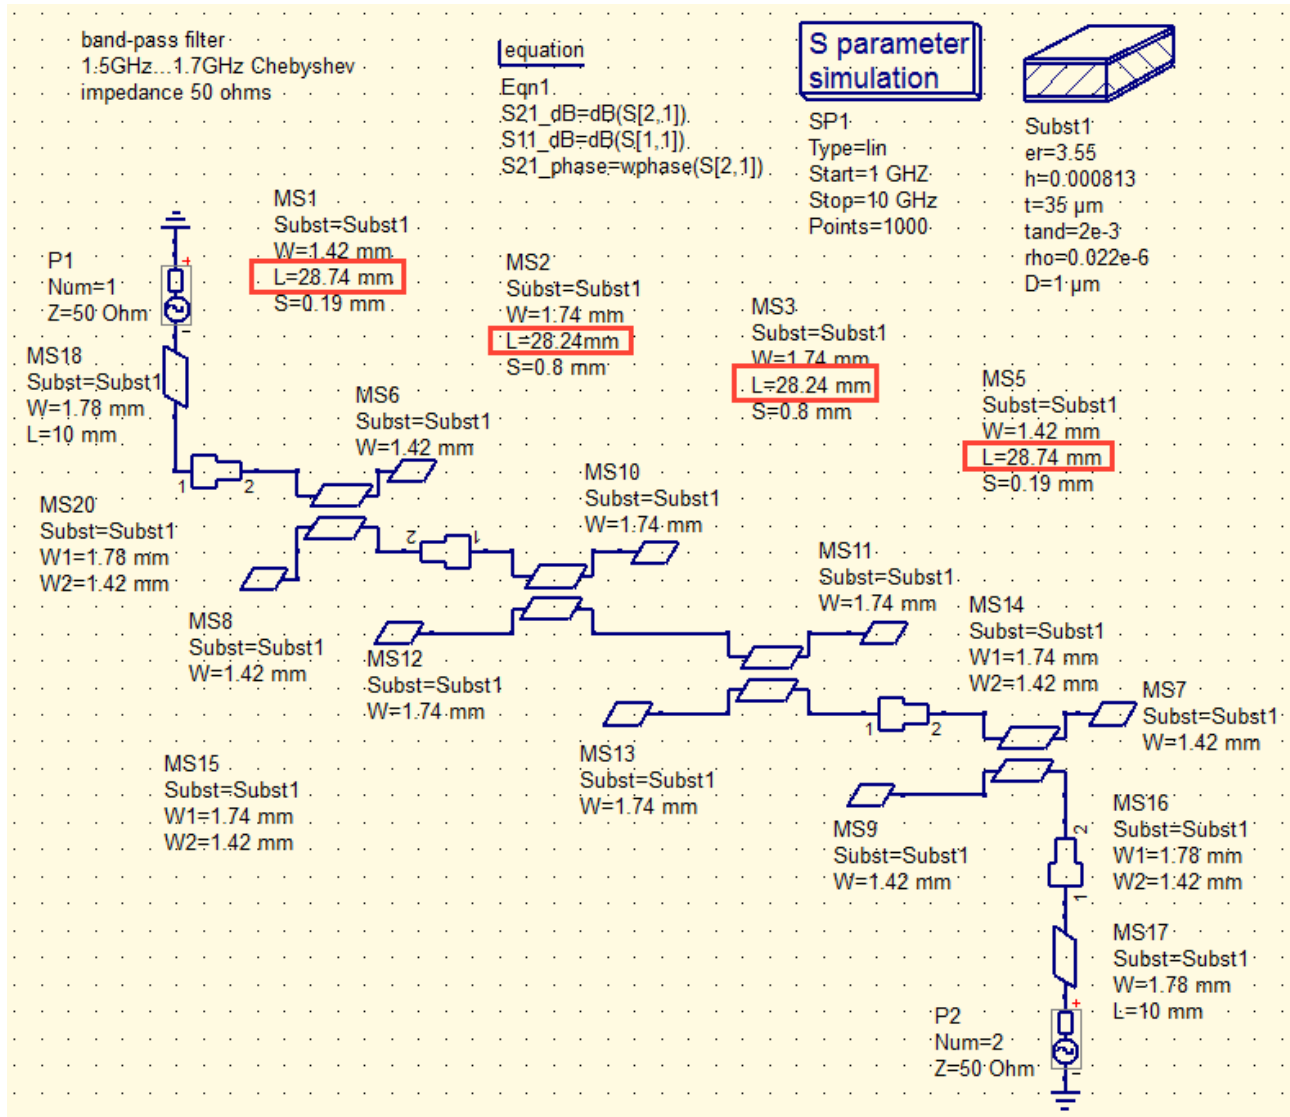 band-pass filter
1.5GHz...1.7GHz Chebyshev
impedance 50 ohms
equation
Eqn1
S21_dB=dB(S[2,1])
S11_dB=dB(S[1,1])
S21_phase=wphase(S[2,1])
S parameter
simulation
SP1
Type=lin
Start=1 GHZ
Stop=10 GHz
Points=1000
Subst1
er=3.55
h=0.000813
t=35 µm
tand=2e-3
rho=0.022e-6
D=1 µm
MS1
Subst=Subst1
W=1.42 mm
L=28.74 mm
S=0.19 mm
P1
Num=1
Z=50 Ohm
+
-
MS2
Subst=Subst1
W=1.74 mm
L=28.24mm
S=0.8 mm
MS3
Subst=Subst1
W=1.74 mm
L=28.24 mm
S=0.8 mm
MS5
Subst=Subst1
W=1.42 mm
L=28.74 mm
S=0.19 mm
MS18
Subst=Subst1
W=1.78 mm
L=10 mm
MS6
Subst=Subst1
W=1.42 mm
1 2
MS20
Subst=Subst1
W1=1.78 mm
W2=1.42 mm
MS10
Subst=Subst1
W=1.74 mm
2 1
MS8
Subst=Subst1
W=1.42 mm
MS11
Subst=Subst1
W=1.74 mm
MS12
Subst=Subst1
W=1.74 mm
MS14
Subst=Subst1
W1=1.74 mm
W2=1.42 mm
1 2
MS7
Subst=Subst1
W=1.42 mm
MS13
Subst=Subst1
W=1.74 mm
MS15
Subst=Subst1
W1=1.74 mm
W2=1.42 mm
MS9
Subst=Subst1
W=1.42 mm
2
1
MS16
Subst=Subst1
W1=1.78 mm
W2=1.42 mm
MS17
Subst=Subst1
W=1.78 mm
L=10 mm
P2
Num=2
Z=50 Ohm
+
-